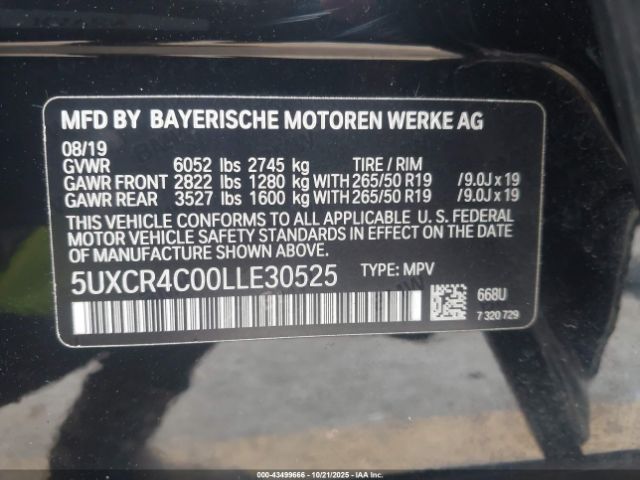 MFD BY BAYERISCHE MOTOREN WERKE AG
08/19
GVWR 6052 lbs 2745 kg TIRE / RIM
GAWR FRONT 2822 lbs 1280 kg WITH 265/50 R19 /9.0J x 19
GAWR REAR 3527 lbs 1600 kg WITH 265/50 R19 /9.0J x 19
THIS VEHICLE CONFORMS TO ALL APPLICABLE U. S. FEDERAL
MOTOR VEHICLE SAFETY STANDARDS IN EFFECT ON THE DATE
OF MANUFACTURE SHOWN ABOVE.
5UXCR4C00LLE30525 TYPE: MPV
668U
7 320 729
000-43499666 - 10/21/2025 - IAAI.COM